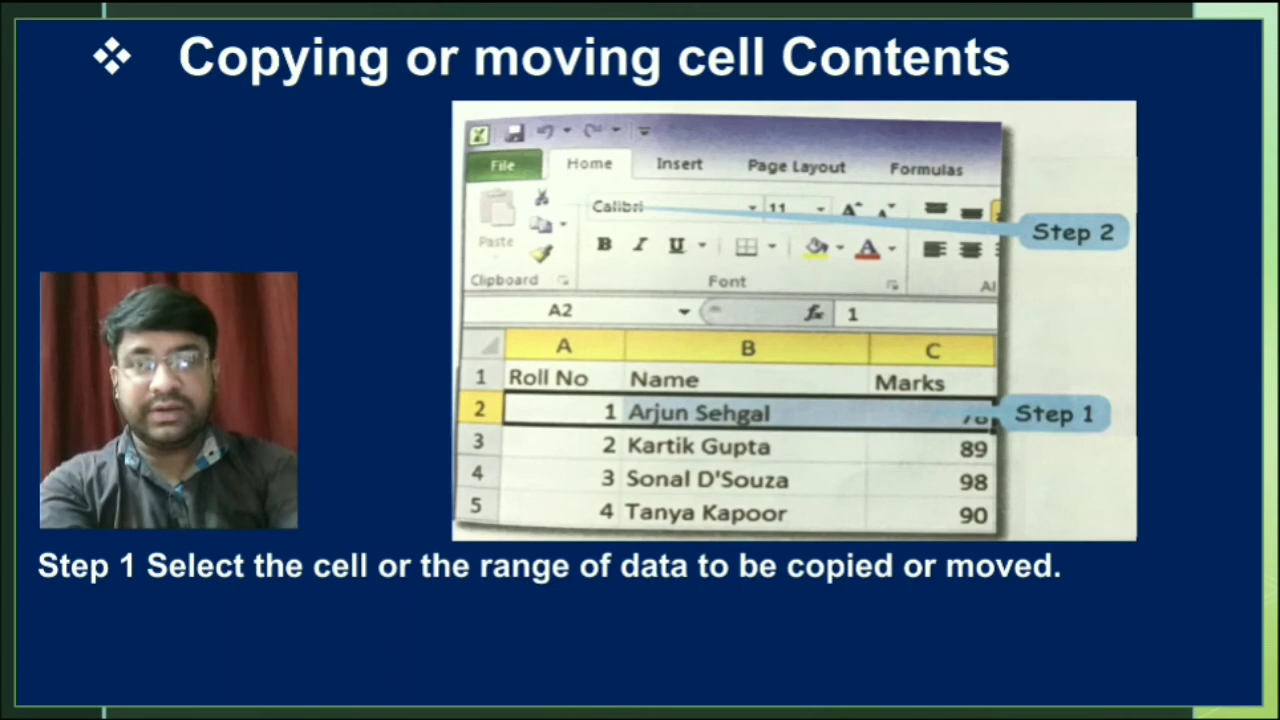 Copying or moving cell Contents
File Home Insert Page Layout Formulas
Calibri 11
Step 2
Paste
B I U A
Clipboard Font Al
A2 fx 1
A B C
1 Roll No Name Marks
2 1 Arjun Sehgal
Step 1
3 2 Kartik Gupta 89
4 3 Sonal D'Souza 98
5 4 Tanya Kapoor 90
Step 1 Select the cell or the range of data to be copied or moved.